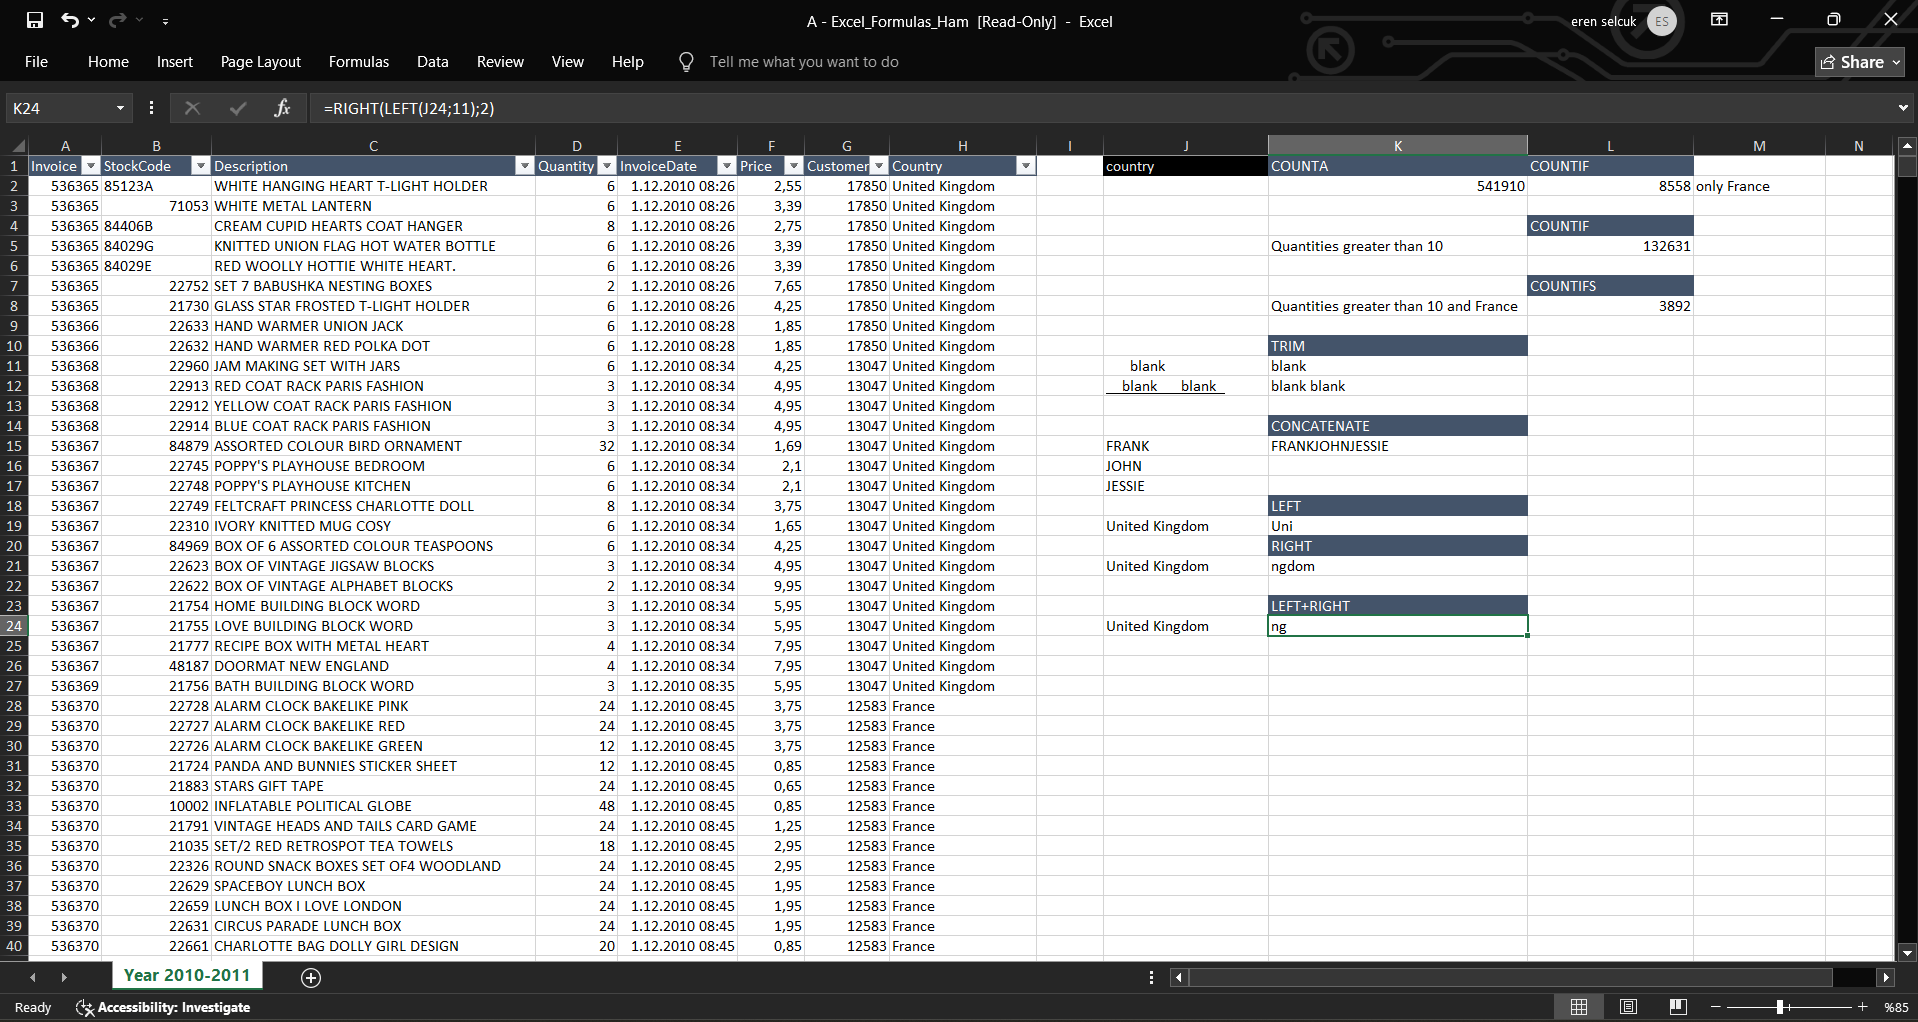 A - Excel_Formulas_Ham [Read-Only] - Excel
eren selcuk ES
File Home Insert Page Layout Formulas Data Review View Help Tell me what you want to do Share
K24 fx =RIGHT(LEFT(J24;11);2)
A B C D E F G H I J K L M N
1 Invoice StockCode Description Quantity InvoiceDate Price Customer Country country COUNTA COUNTIF
2 536365 85123A WHITE HANGING HEART T-LIGHT HOLDER 6 1.12.2010 08:26 2,55 17850 United Kingdom 541910 8558 only France
3 536365 71053 WHITE METAL LANTERN 6 1.12.2010 08:26 3,39 17850 United Kingdom
4 536365 84406B CREAM CUPID HEARTS COAT HANGER 8 1.12.2010 08:26 2,75 17850 United Kingdom COUNTIF
5 536365 84029G KNITTED UNION FLAG HOT WATER BOTTLE 6 1.12.2010 08:26 3,39 17850 United Kingdom Quantities greater than 10 132631
6 536365 84029E RED WOOLLY HOTTIE WHITE HEART. 6 1.12.2010 08:26 3,39 17850 United Kingdom
7 536365 22752 SET 7 BABUSHKA NESTING BOXES 2 1.12.2010 08:26 7,65 17850 United Kingdom COUNTIFS
8 536365 21730 GLASS STAR FROSTED T-LIGHT HOLDER 6 1.12.2010 08:26 4,25 17850 United Kingdom Quantities greater than 10 and France 3892
9 536366 22633 HAND WARMER UNION JACK 6 1.12.2010 08:28 1,85 17850 United Kingdom
10 536366 22632 HAND WARMER RED POLKA DOT 6 1.12.2010 08:28 1,85 17850 United Kingdom TRIM
11 536368 22960 JAM MAKING SET WITH JARS 6 1.12.2010 08:34 4,25 13047 United Kingdom blank blank
12 536368 22913 RED COAT RACK PARIS FASHION 3 1.12.2010 08:34 4,95 13047 United Kingdom blank blank blank blank
13 536368 22912 YELLOW COAT RACK PARIS FASHION 3 1.12.2010 08:34 4,95 13047 United Kingdom
14 536368 22914 BLUE COAT RACK PARIS FASHION 3 1.12.2010 08:34 4,95 13047 United Kingdom CONCATENATE
15 536367 84879 ASSORTED COLOUR BIRD ORNAMENT 32 1.12.2010 08:34 1,69 13047 United Kingdom FRANK FRANKJOHNJESSIE
16 536367 22745 POPPY'S PLAYHOUSE BEDROOM 6 1.12.2010 08:34 2,1 13047 United Kingdom JOHN
17 536367 22748 POPPY'S PLAYHOUSE KITCHEN 6 1.12.2010 08:34 2,1 13047 United Kingdom JESSIE
18 536367 22749 FELTCRAFT PRINCESS CHARLOTTE DOLL 8 1.12.2010 08:34 3,75 13047 United Kingdom LEFT
19 536367 22310 IVORY KNITTED MUG COSY 6 1.12.2010 08:34 1,65 13047 United Kingdom United Kingdom Uni
20 536367 84969 BOX OF 6 ASSORTED COLOUR TEASPOONS 6 1.12.2010 08:34 4,25 13047 United Kingdom RIGHT
21 536367 22623 BOX OF VINTAGE JIGSAW BLOCKS 3 1.12.2010 08:34 4,95 13047 United Kingdom United Kingdom ngdom
22 536367 22622 BOX OF VINTAGE ALPHABET BLOCKS 2 1.12.2010 08:34 9,95 13047 United Kingdom
23 536367 21754 HOME BUILDING BLOCK WORD 3 1.12.2010 08:34 5,95 13047 United Kingdom LEFT+RIGHT
24 536367 21755 LOVE BUILDING BLOCK WORD 3 1.12.2010 08:34 5,95 13047 United Kingdom United Kingdom ng
25 536367 21777 RECIPE BOX WITH METAL HEART 4 1.12.2010 08:34 7,95 13047 United Kingdom
26 536367 48187 DOORMAT NEW ENGLAND 4 1.12.2010 08:34 7,95 13047 United Kingdom
27 536369 21756 BATH BUILDING BLOCK WORD 3 1.12.2010 08:35 5,95 13047 United Kingdom
28 536370 22728 ALARM CLOCK BAKELIKE PINK 24 1.12.2010 08:45 3,75 12583 France
29 536370 22727 ALARM CLOCK BAKELIKE RED 24 1.12.2010 08:45 3,75 12583 France
30 536370 22726 ALARM CLOCK BAKELIKE GREEN 12 1.12.2010 08:45 3,75 12583 France
31 536370 21724 PANDA AND BUNNIES STICKER SHEET 12 1.12.2010 08:45 0,85 12583 France
32 536370 21883 STARS GIFT TAPE 24 1.12.2010 08:45 0,65 12583 France
33 536370 10002 INFLATABLE POLITICAL GLOBE 48 1.12.2010 08:45 0,85 12583 France
34 536370 21791 VINTAGE HEADS AND TAILS CARD GAME 24 1.12.2010 08:45 1,25 12583 France
35 536370 21035 SET/2 RED RETROSPOT TEA TOWELS 18 1.12.2010 08:45 2,95 12583 France
36 536370 22326 ROUND SNACK BOXES SET OF4 WOODLAND 24 1.12.2010 08:45 2,95 12583 France
37 536370 22629 SPACEBOY LUNCH BOX 24 1.12.2010 08:45 1,95 12583 France
38 536370 22659 LUNCH BOX I LOVE LONDON 24 1.12.2010 08:45 1,95 12583 France
39 536370 22631 CIRCUS PARADE LUNCH BOX 24 1.12.2010 08:45 1,95 12583 France
40 536370 22661 CHARLOTTE BAG DOLLY GIRL DESIGN 20 1.12.2010 08:45 0,85 12583 France
Year 2010-2011
Ready Accessibility: Investigate %85